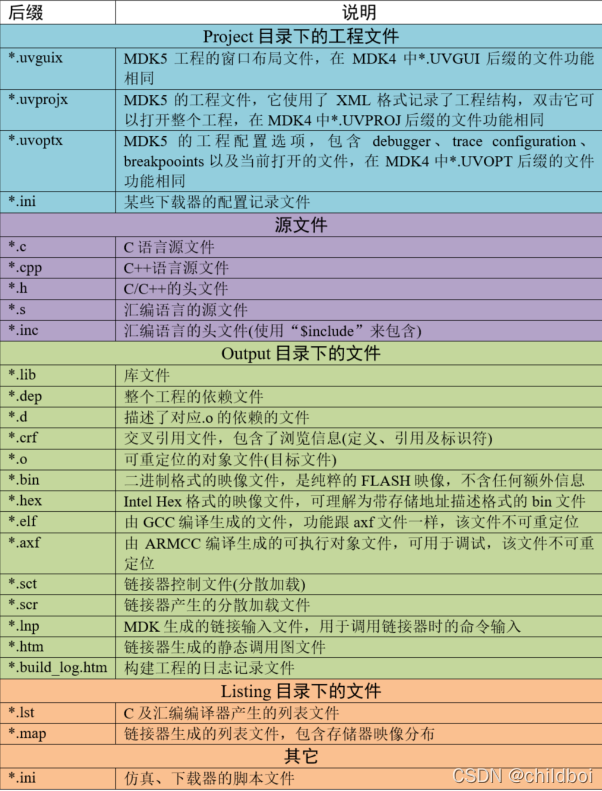 后缀 说明
Project 目录下的工程文件
*.uvguix MDK5 工程的窗口布局文件，在 MDK4 中*.UVGUI 后缀的文件功能
相同
*.uvprojx MDK5 的工程文件，它使用了 XML 格式记录了工程结构，双击它可
以打开整个工程，在 MDK4 中*.UVPROJ 后缀的文件功能相同
*.uvoptx MDK5 的工程配置选项，包含 debugger、trace configuration、
breakpooints 以及当前打开的文件，在 MDK4 中*.UVOPT 后缀的文件
功能相同
*.ini 某些下载器的配置记录文件
源文件
*.c C 语言源文件
*.cpp C++语言源文件
*.h C/C++的头文件
*.s 汇编语言的源文件
*.inc 汇编语言的头文件(使用“$include”来包含)
Output 目录下的文件
*.lib 库文件
*.dep 整个工程的依赖文件
*.d 描述了对应.o 的依赖的文件
*.crf 交叉引用文件，包含了浏览信息(定义、引用及标识符)
*.o 可重定位的对象文件(目标文件)
*.bin 二进制格式的映像文件，是纯粹的 FLASH 映像，不含任何额外信息
*.hex Intel Hex 格式的映像文件，可理解为带存储地址描述格式的 bin 文件
*.elf 由 GCC 编译生成的文件，功能跟 axf 文件一样，该文件不可重定位
*.axf 由 ARMCC 编译生成的可执行对象文件，可用于调试，该文件不可重
定位
*.sct 链接器控制文件(分散加载)
*.scr 链接器产生的分散加载文件
*.lnp MDK 生成的链接输入文件，用于调用链接器时的命令输入
*.htm 链接器生成的静态调用图文件
*.build_log.htm 构建工程的日志记录文件
Listing 目录下的文件
*.lst C 及汇编编译器产生的列表文件
*.map 链接器生成的列表文件，包含存储器映像分布
其它
*.ini 仿真、下载器的脚本文件
CSDN @childboi